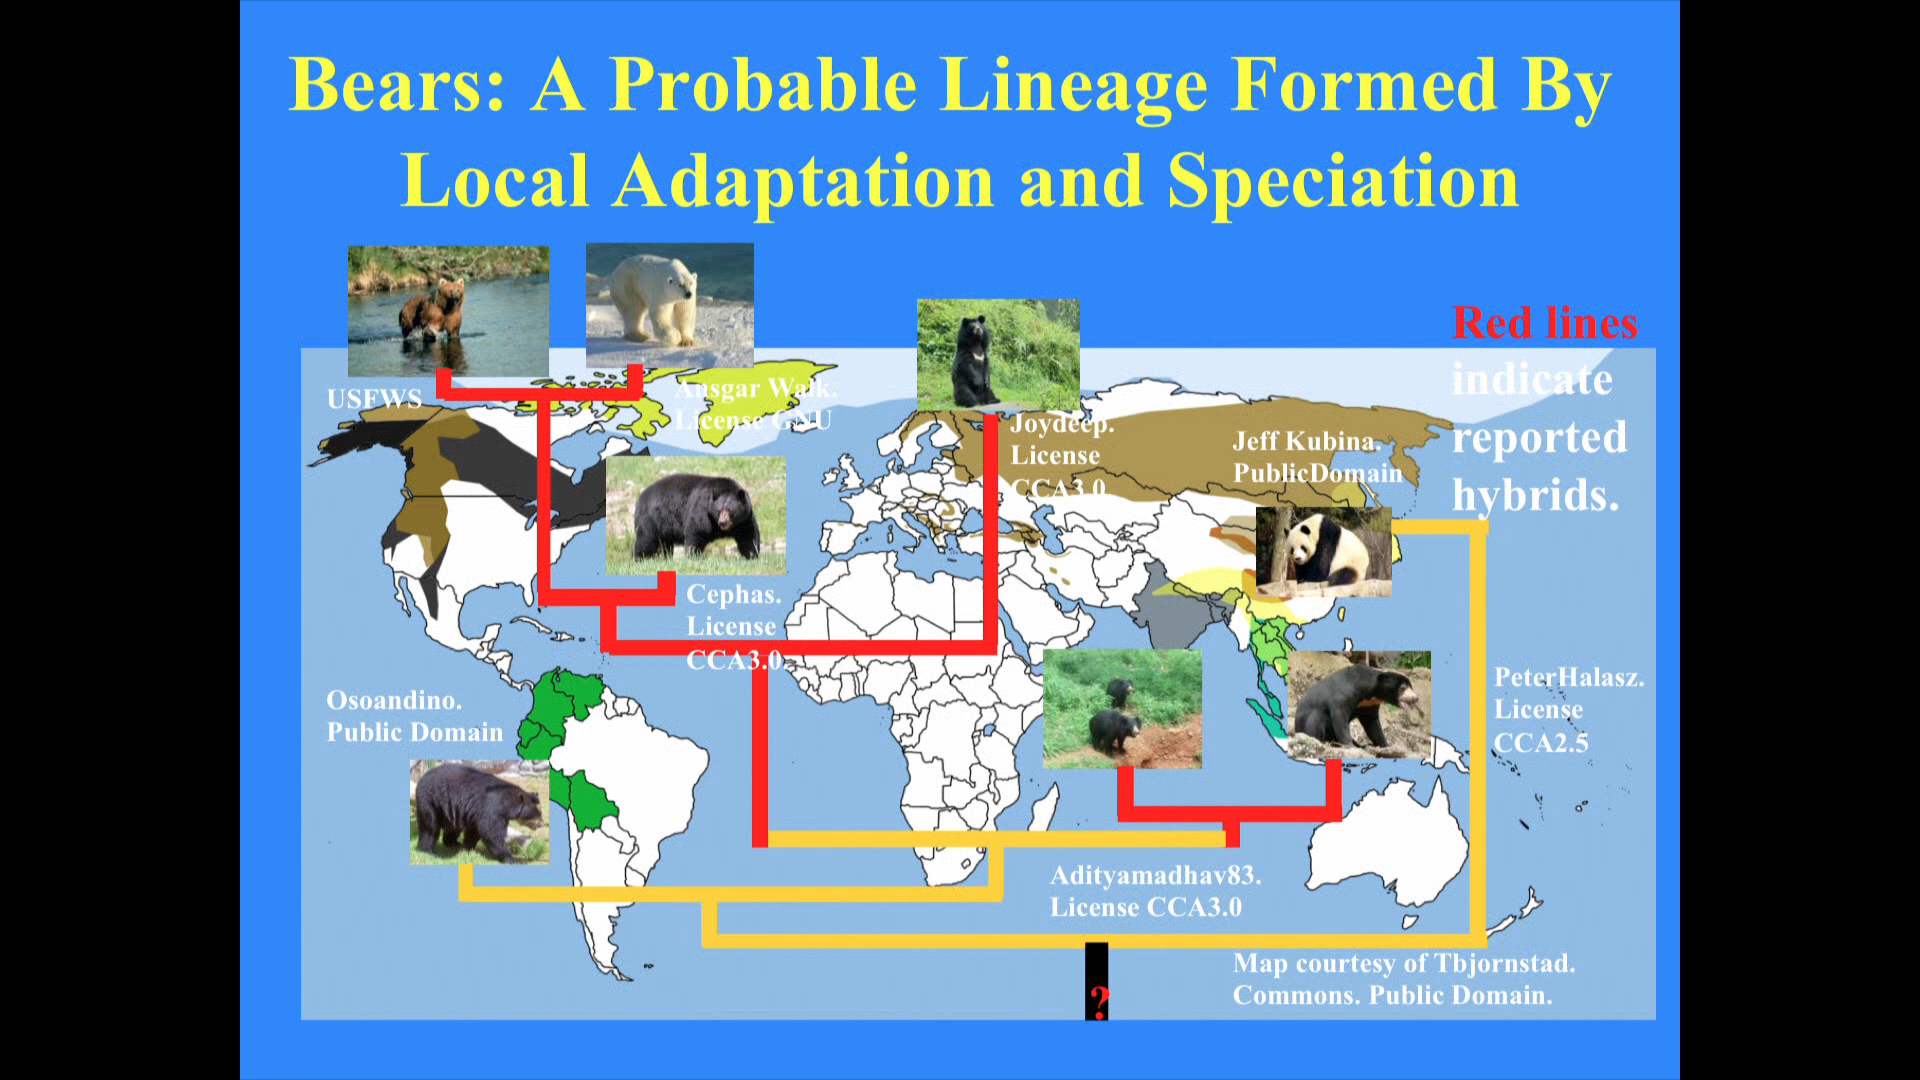 Bears: A Probable Lineage Formed By
Local Adaptation and Speciation
Red lines
indicate
reported
hybrids.
USFWS
Ansgar Walk.
License GNU
Joydeep.
License
CCA3.0
Jeff Kubina.
PublicDomain
Cephas.
License
CCA3.0
Osoandino.
Public Domain
PeterHalasz.
License
CCA2.5
Adityamadhav83.
License CCA3.0
Map courtesy of Tbjornstad.
Commons. Public Domain.
?